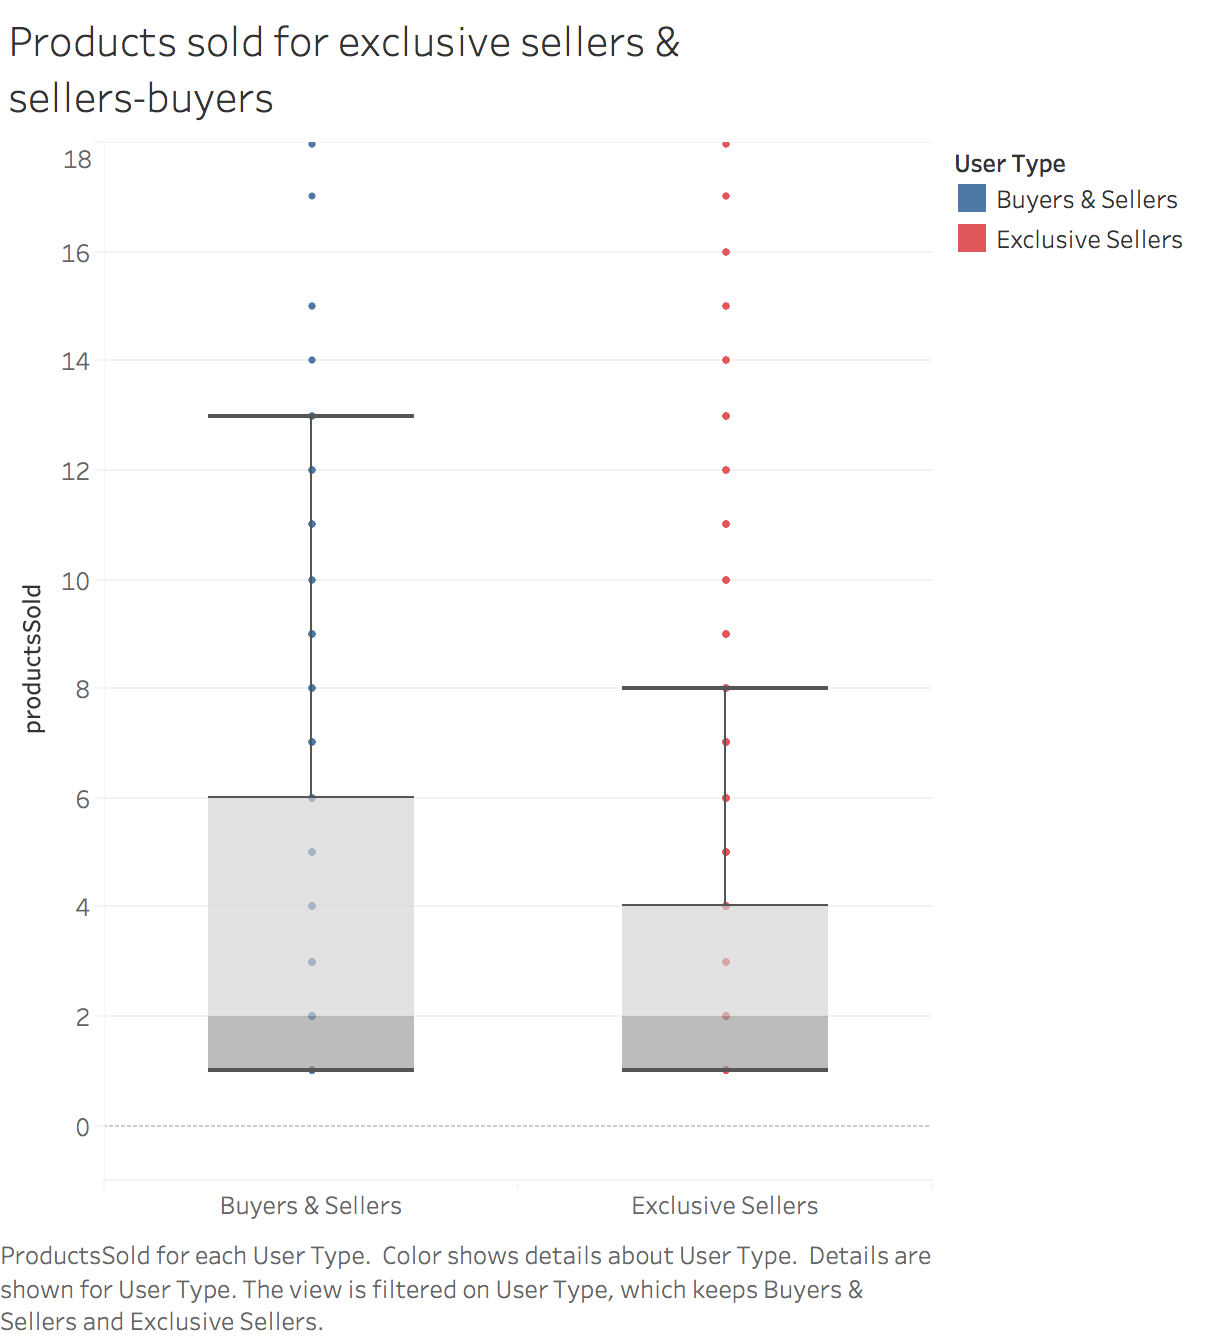 Products sold for exclusive sellers &
sellers-buyers
18
16
14
12
10
8
6
4
2
0
productsSold
Buyers & Sellers
Exclusive Sellers
User Type
Buyers & Sellers
Exclusive Sellers
ProductsSold for each User Type.  Color shows details about User Type.  Details are
shown for User Type. The view is filtered on User Type, which keeps Buyers &
Sellers and Exclusive Sellers.